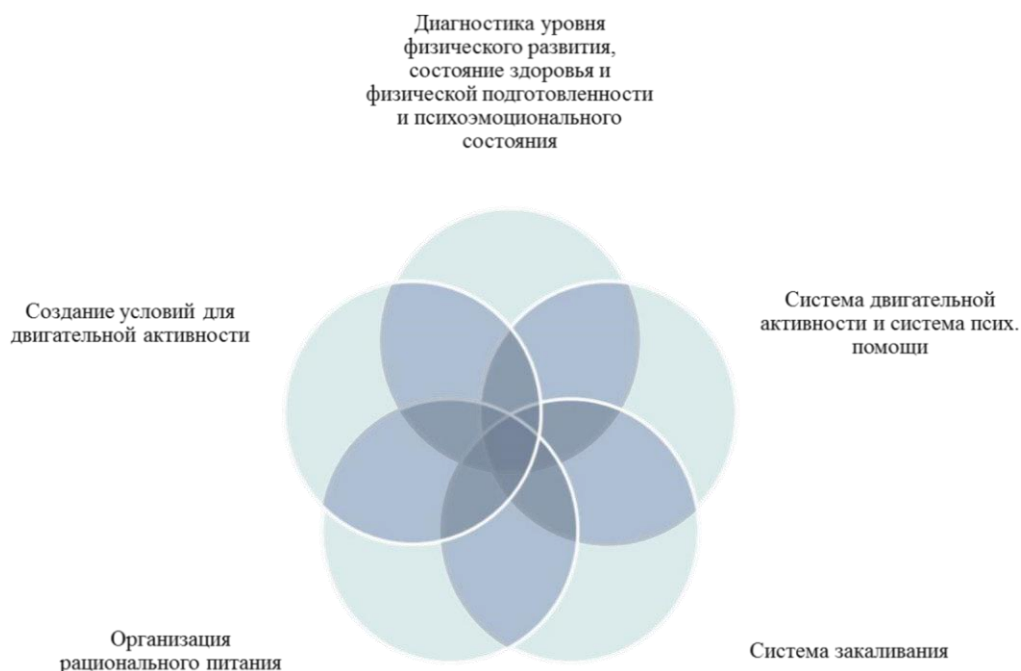 Диагностика уровня
физического развития,
состояние здоровья и
физической подготовленности
и психоэмоционального
состояния
Создание условий для
двигательной активности
Система двигательной
активности и система псих.
помощи
Организация
рационального питания
Система закаливания